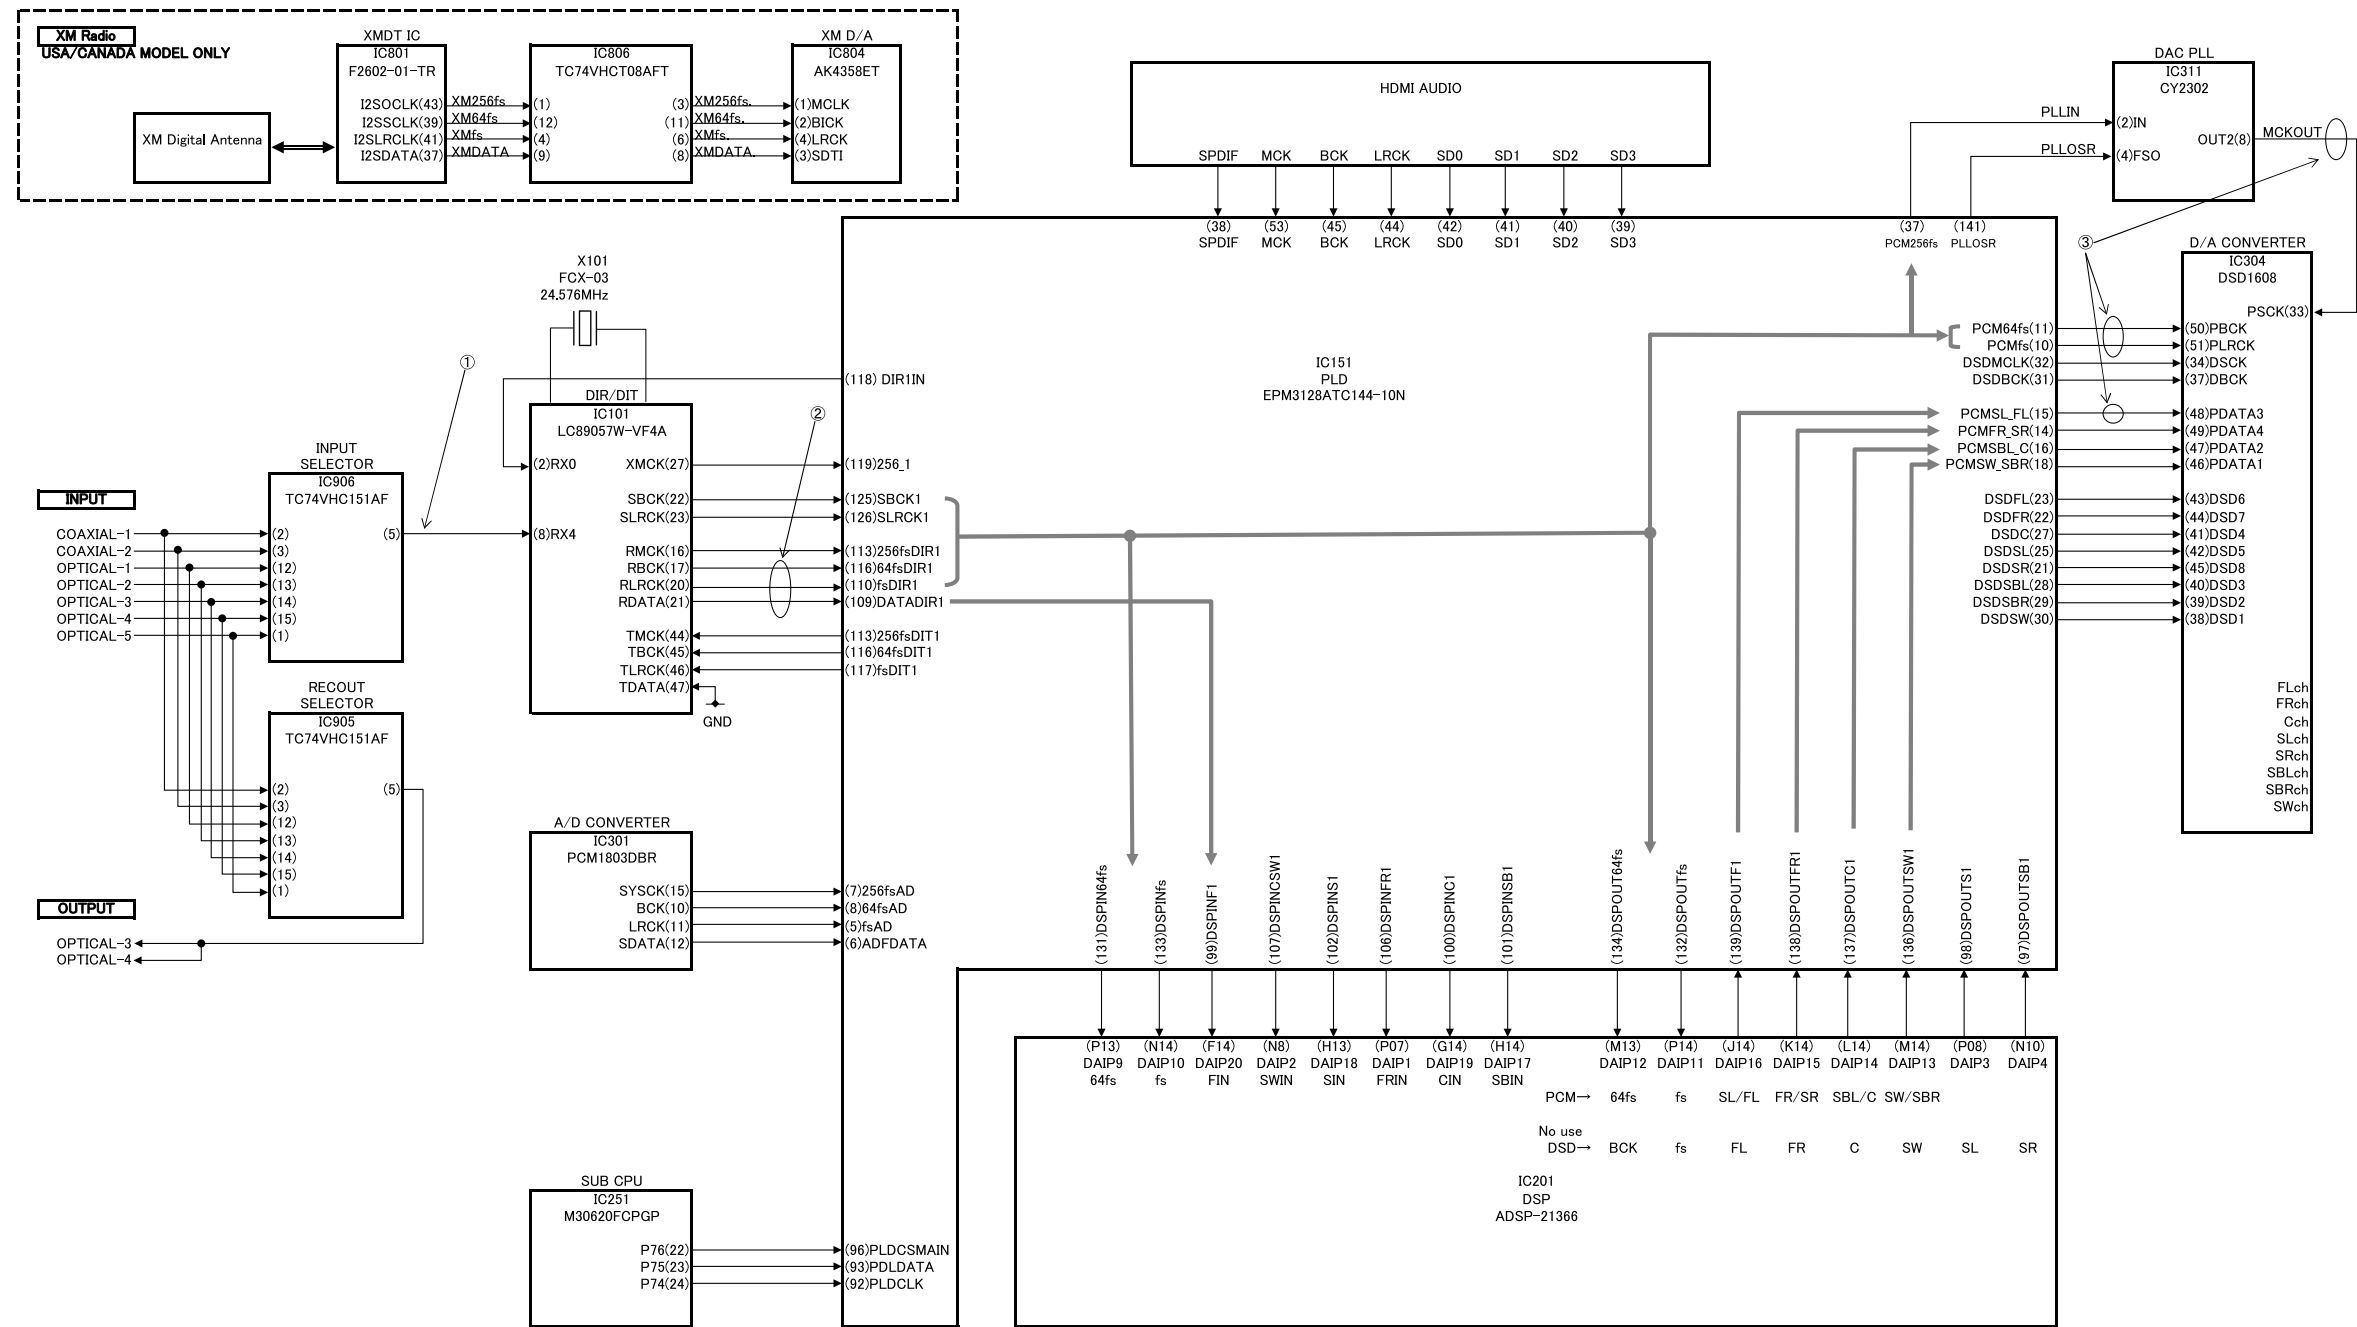 XM Radio
USA/CANADA MODEL ONLY
XM Digital Antenna
XMDT IC
IC801
F2602-01-TR
I2SOCLK(43)
I2SSCLK(39)
I2SLRCLK(41)
I2SDATA(37)
XM256fs
XM64fs
XMfs
XMDATA
IC806
TC74VHCT08AFT
(1)
(12)
(4)
(9)
(3)
(11)
(6)
(8)
XM256fs.
XM64fs.
XMfs.
XMDATA.
XM D/A
IC804
AK4358ET
(1)MCLK
(2)BICK
(4)LRCK
(3)SDTI
HDMI AUDIO
SPDIF MCK BCK LRCK SD0 SD1 SD2 SD3
(38) (53) (45) (44) (42) (41) (40) (39)
SPDIF MCK BCK LRCK SD0 SD1 SD2 SD3
DAC PLL
IC311
CY2302
PLLIN
(2)IN
PLLOSR
(4)FSO
OUT2(8)
MCKOUT
(37) (141)
PCM256fs PLLOSR
③
D/A CONVERTER
IC304
DSD1608
PSCK(33)
X101
FCX-03
24.576MHz
①
②
INPUT
COAXIAL-1
COAXIAL-2
OPTICAL-1
OPTICAL-2
OPTICAL-3
OPTICAL-4
OPTICAL-5
INPUT
SELECTOR
IC906
TC74VHC151AF
(2)
(3)
(12)
(13)
(14)
(15)
(1)
(5)
RECOUT
SELECTOR
IC905
TC74VHC151AF
(2)
(3)
(12)
(13)
(14)
(15)
(1)
(5)
OUTPUT
OPTICAL-3
OPTICAL-4
DIR/DIT
IC101
LC89057W-VF4A
(2)RX0
(8)RX4
XMCK(27)
SBCK(22)
SLRCK(23)
RMCK(16)
RBCK(17)
RLRCK(20)
RDATA(21)
TMCK(44)
TBCK(45)
TLRCK(46)
TDATA(47)
GND
IC151
PLD
EPM3128ATC144-10N
(118) DIR1IN
(119)256_1
(125)SBCK1
(126)SLRCK1
(113)256fsDIR1
(116)64fsDIR1
(110)fsDIR1
(109)DATADIR1
(113)256fsDIT1
(116)64fsDIT1
(117)fsDIT1
A/D CONVERTER
IC301
PCM1803DBR
SYSCK(15)
BCK(10)
LRCK(11)
SDATA(12)
(7)256fsAD
(8)64fsAD
(5)fsAD
(6)ADFDATA
SUB CPU
IC251
M30620FCPGP
P76(22)
P75(23)
P74(24)
(96)PLDCSMAIN
(93)PDLDATA
(92)PLDCLK
PCM64fs(11)
PCMfs(10)
DSDMCLK(32)
DSDBCK(31)
PCMSL_FL(15)
PCMFR_SR(14)
PCMSBL_C(16)
PCMSW_SBR(18)
DSDFL(23)
DSDFR(22)
DSDC(27)
DSDSL(25)
DSDSR(21)
DSDSBL(28)
DSDSBR(29)
DSDSW(30)
(50)PBCK
(51)PLRCK
(34)DSCK
(37)DBCK
(48)PDATA3
(49)PDATA4
(47)PDATA2
(46)PDATA1
(43)DSD6
(44)DSD7
(41)DSD4
(42)DSD5
(45)DSD8
(40)DSD3
(39)DSD2
(38)DSD1
FLch
FRch
Cch
SLch
SRch
SBLch
SBRch
SWch
(131)DSPIN64fs
(133)DSPINfs
(99)DSPINF1
(107)DSPINCSW1
(102)DSPINS1
(106)DSPINFR1
(100)DSPINC1
(101)DSPINSB1
(134)DSPOUT64fs
(132)DSPOUTfs
(139)DSPOUTF1
(138)DSPOUTFR1
(137)DSPOUTC1
(136)DSPOUTSW1
(98)DSPOUTS1
(97)DSPOUTSB1
(P13) (N14) (F14) (N8) (H13) (P07) (G14) (H14) (M13) (P14) (J14) (K14) (L14) (M14) (P08) (N10)
DAIP9 DAIP10 DAIP20 DAIP2 DAIP18 DAIP1 DAIP19 DAIP17 DAIP12 DAIP11 DAIP16 DAIP15 DAIP14 DAIP13 DAIP3 DAIP4
64fs fs FIN SWIN SIN FRIN CIN SBIN
PCM→ 64fs fs SL/FL FR/SR SBL/C SW/SBR
No use
DSD→ BCK fs FL FR C SW SL SR
IC201
DSP
ADSP-21366